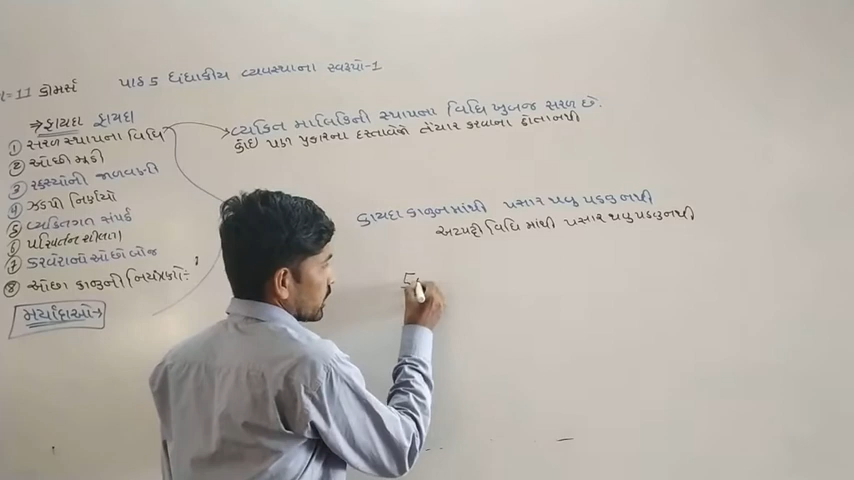 =11 કોમર્સ પાઠ 5 ધંધાકીય વ્યવસ્થાના સ્વરૂપો-1
⇒ ફાયદા ફાયદા
① સરળ સ્થાપના વિધિ
② ઓછી મૂડી
③ રહસ્યોની જાળવણી
④ ઝડપી નિર્ણયો
⑤ વ્યક્તિગત સંપર્ક
⑥ પરિવર્તનશીલતા
⑦ કરવેરાનો ઓછો બોજ
⑧ ઓછા કાનુની નિયંત્રણો:-
મર્યાદાઓ→
વ્યકિત માલિકિની સ્થાપના વિધિ ખુબજ સરળ છે.
કોઇ પણ પ્રકારના દસ્તાવેજો તૈયાર કરવાના હોતાનથી
કાયદા કાનુનમાંથી પસાર થવુ પડતુ નથી
અટપટ્ટી વિધિ માંથી પસાર થવુ પડતુ નથી